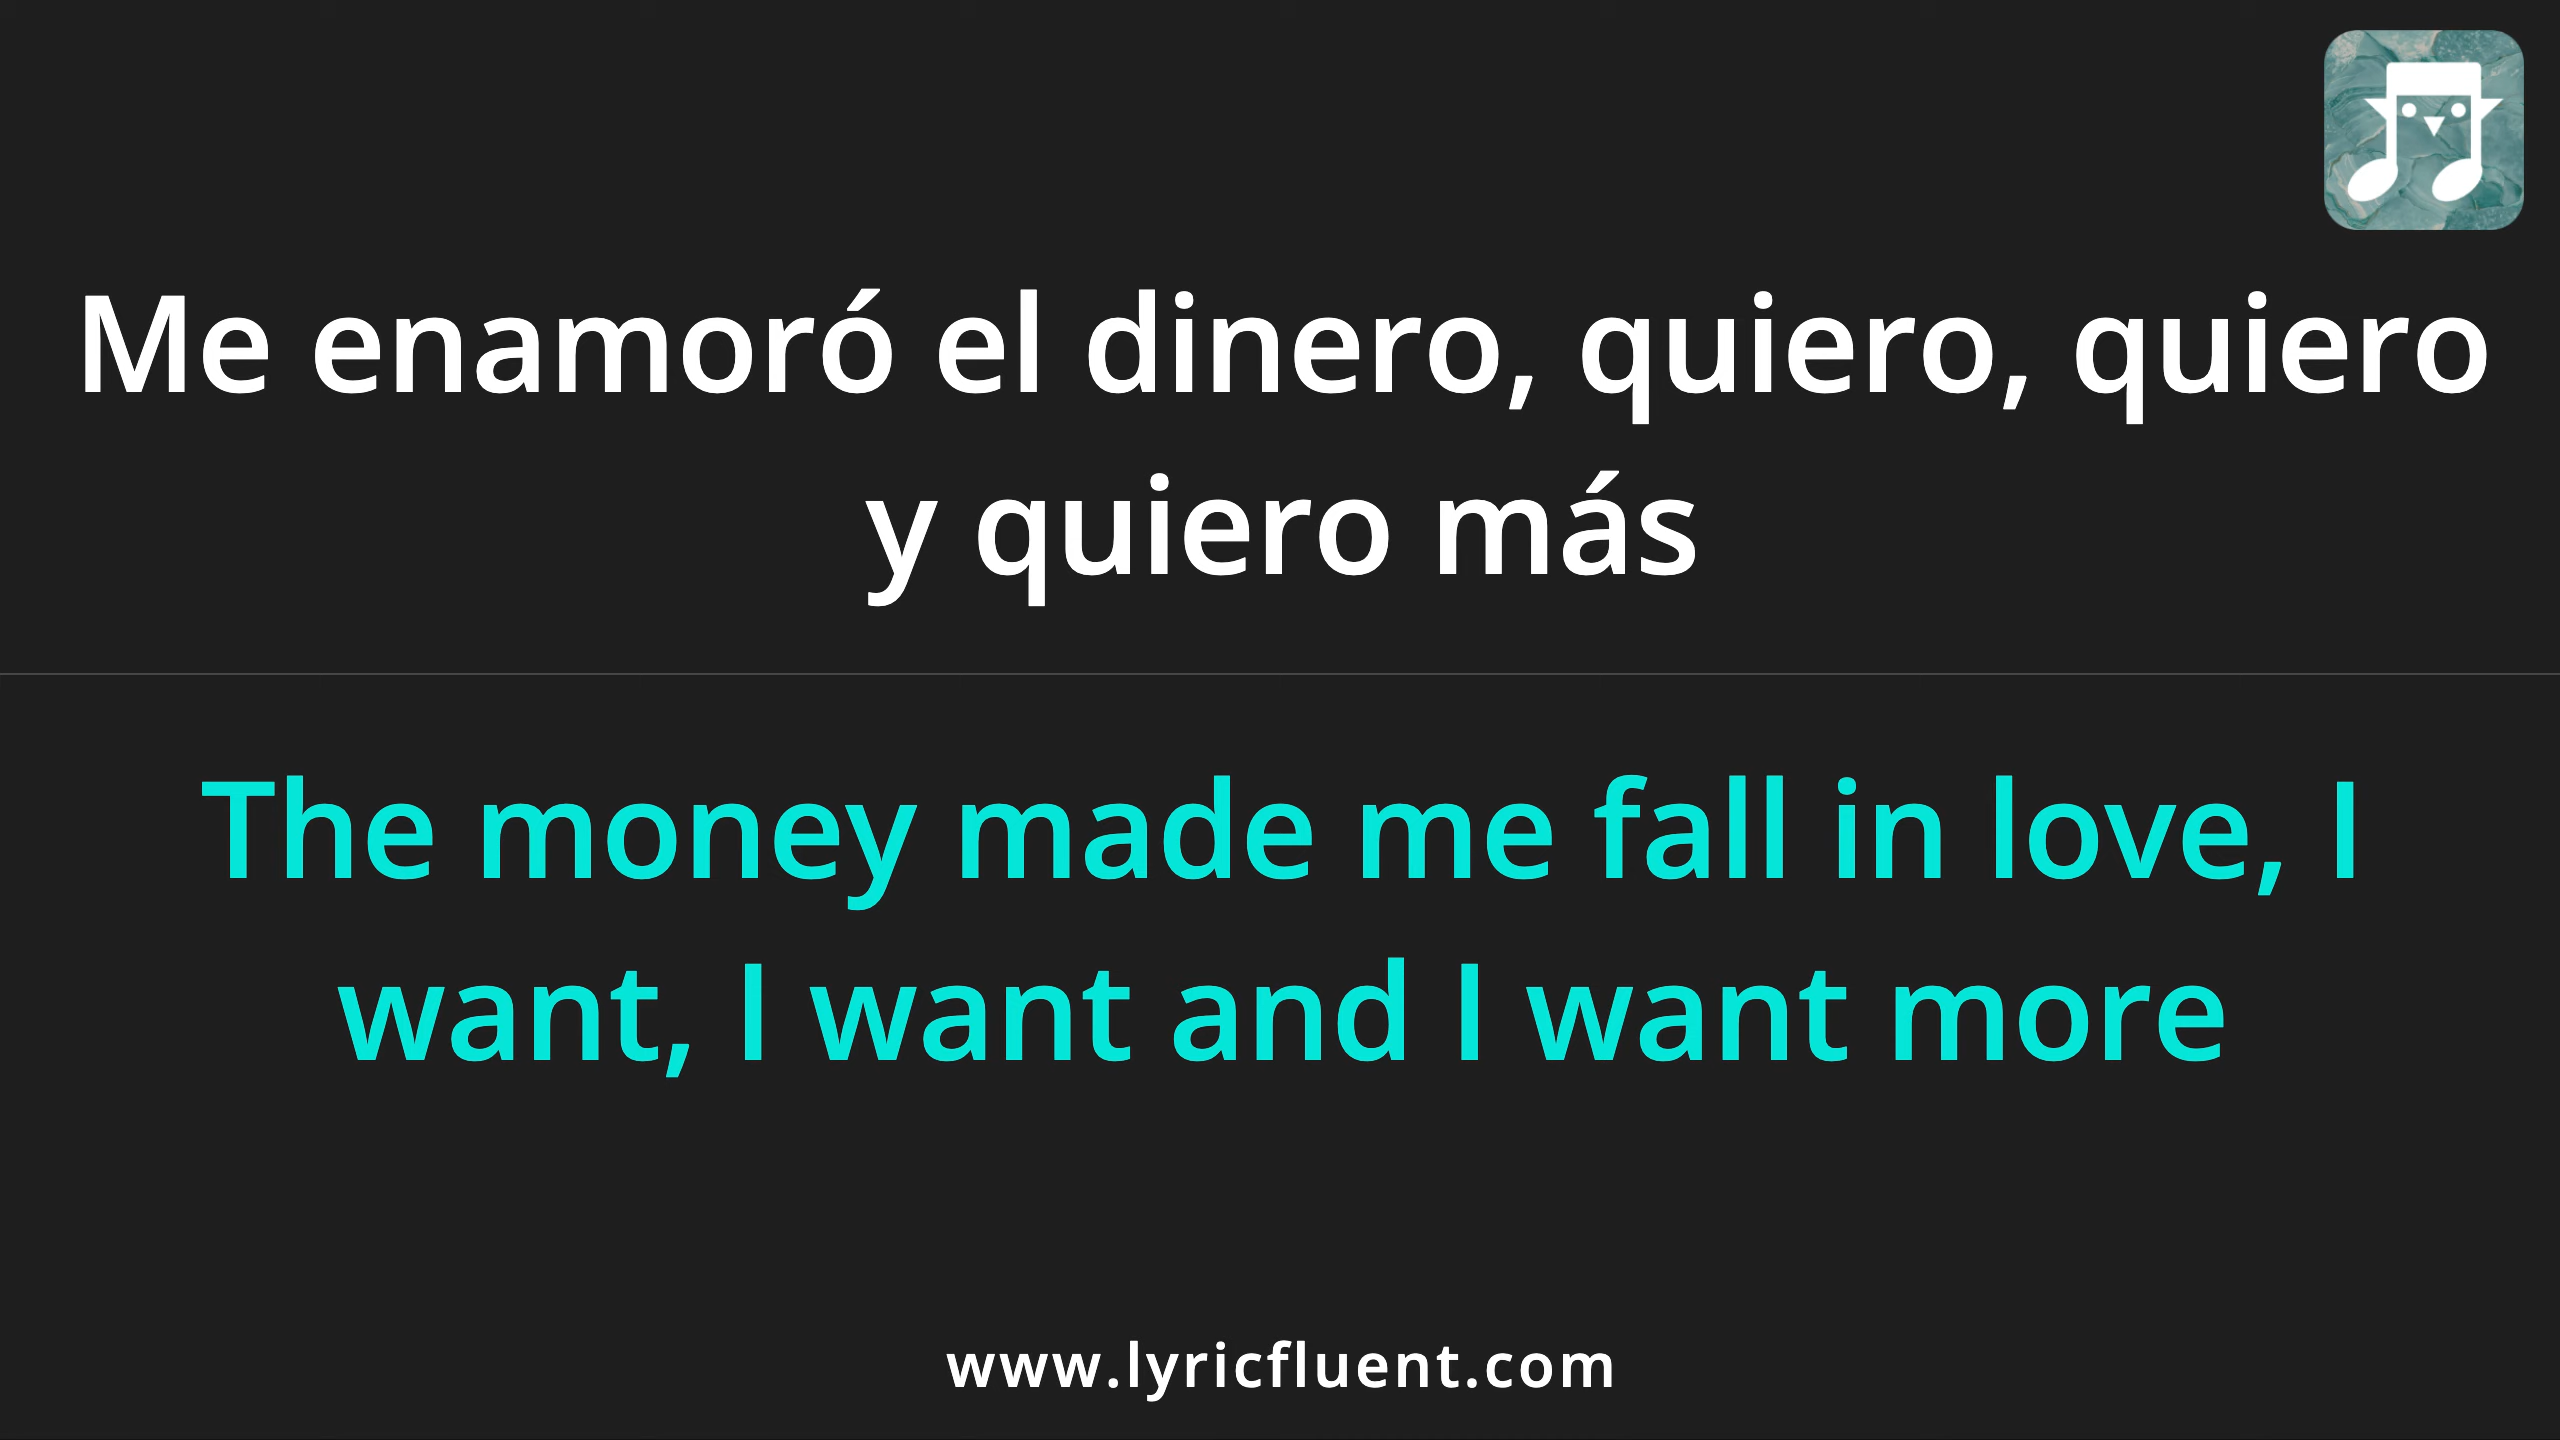 Me enamoró el dinero, quiero, quiero
y quiero más
The money made me fall in love, I
want, I want and I want more
www.lyricfluent.com